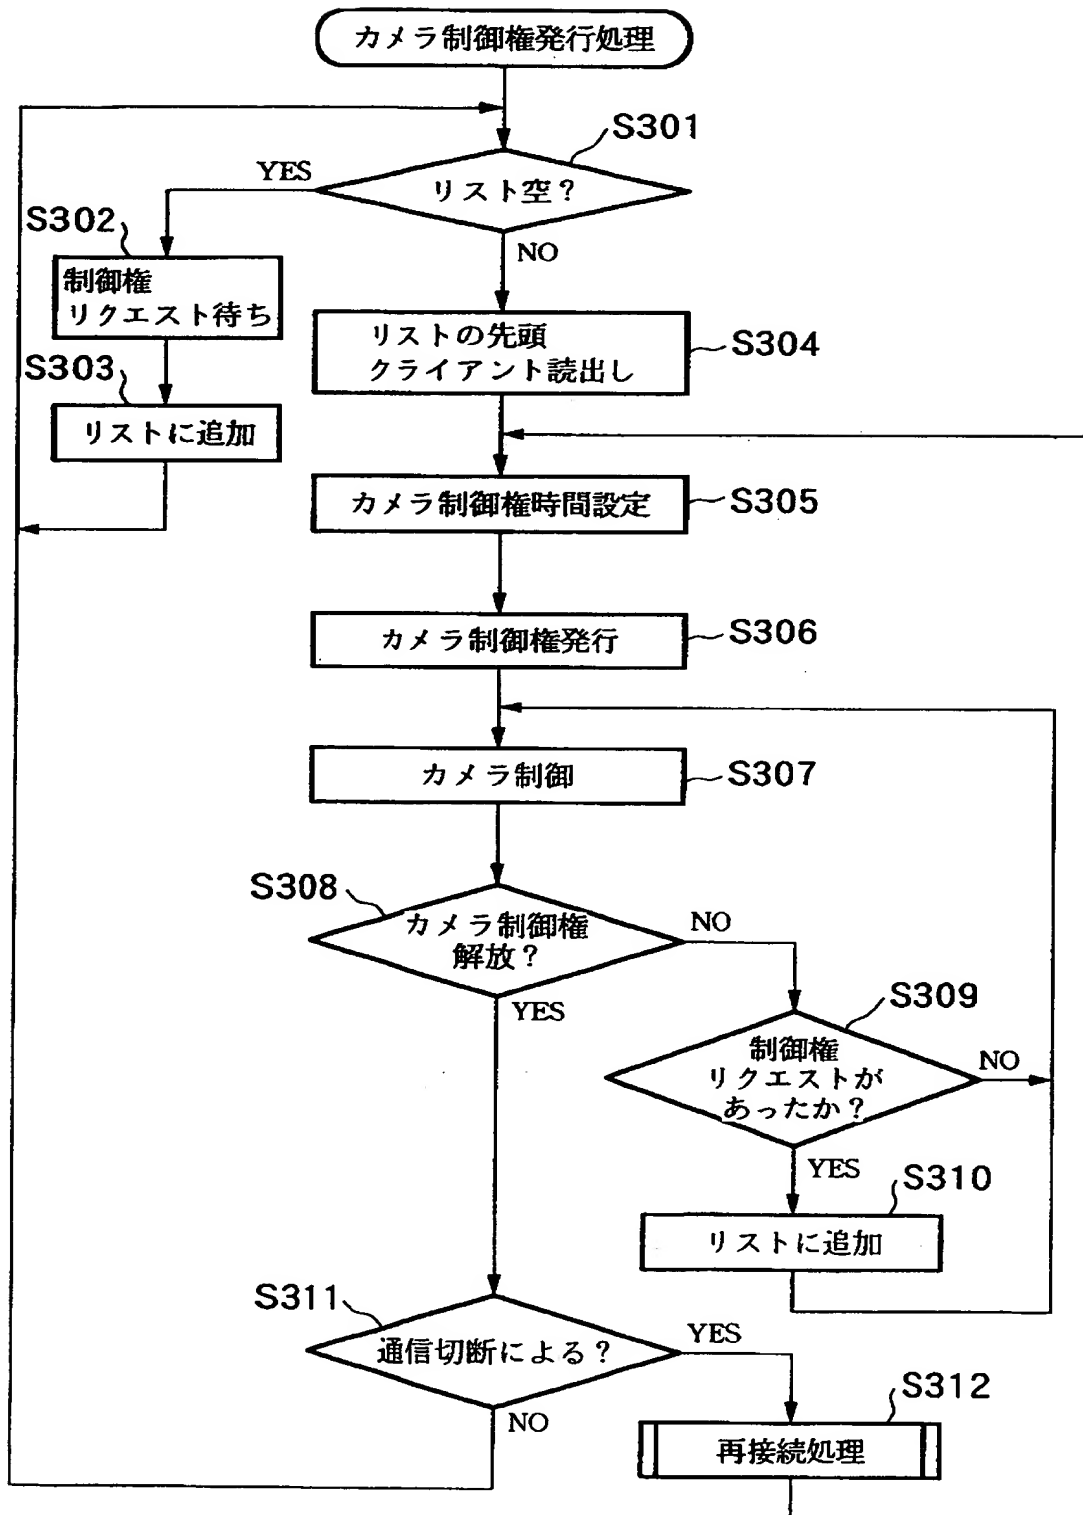 カメラ制御権発行処理
S301
YES
リスト空？
S302
NO
制御権
リクエスト待ち
リストの先頭
クライアント読出し
S304
S303
リストに追加
カメラ制御権時間設定
S305
カメラ制御権発行
S306
カメラ制御
S307
S308
カメラ制御権
解放？
NO
YES
S309
制御権
リクエストが
あったか？
NO
YES
S310
リストに追加
S311
通信切断による？
YES
NO
S312
再接続処理